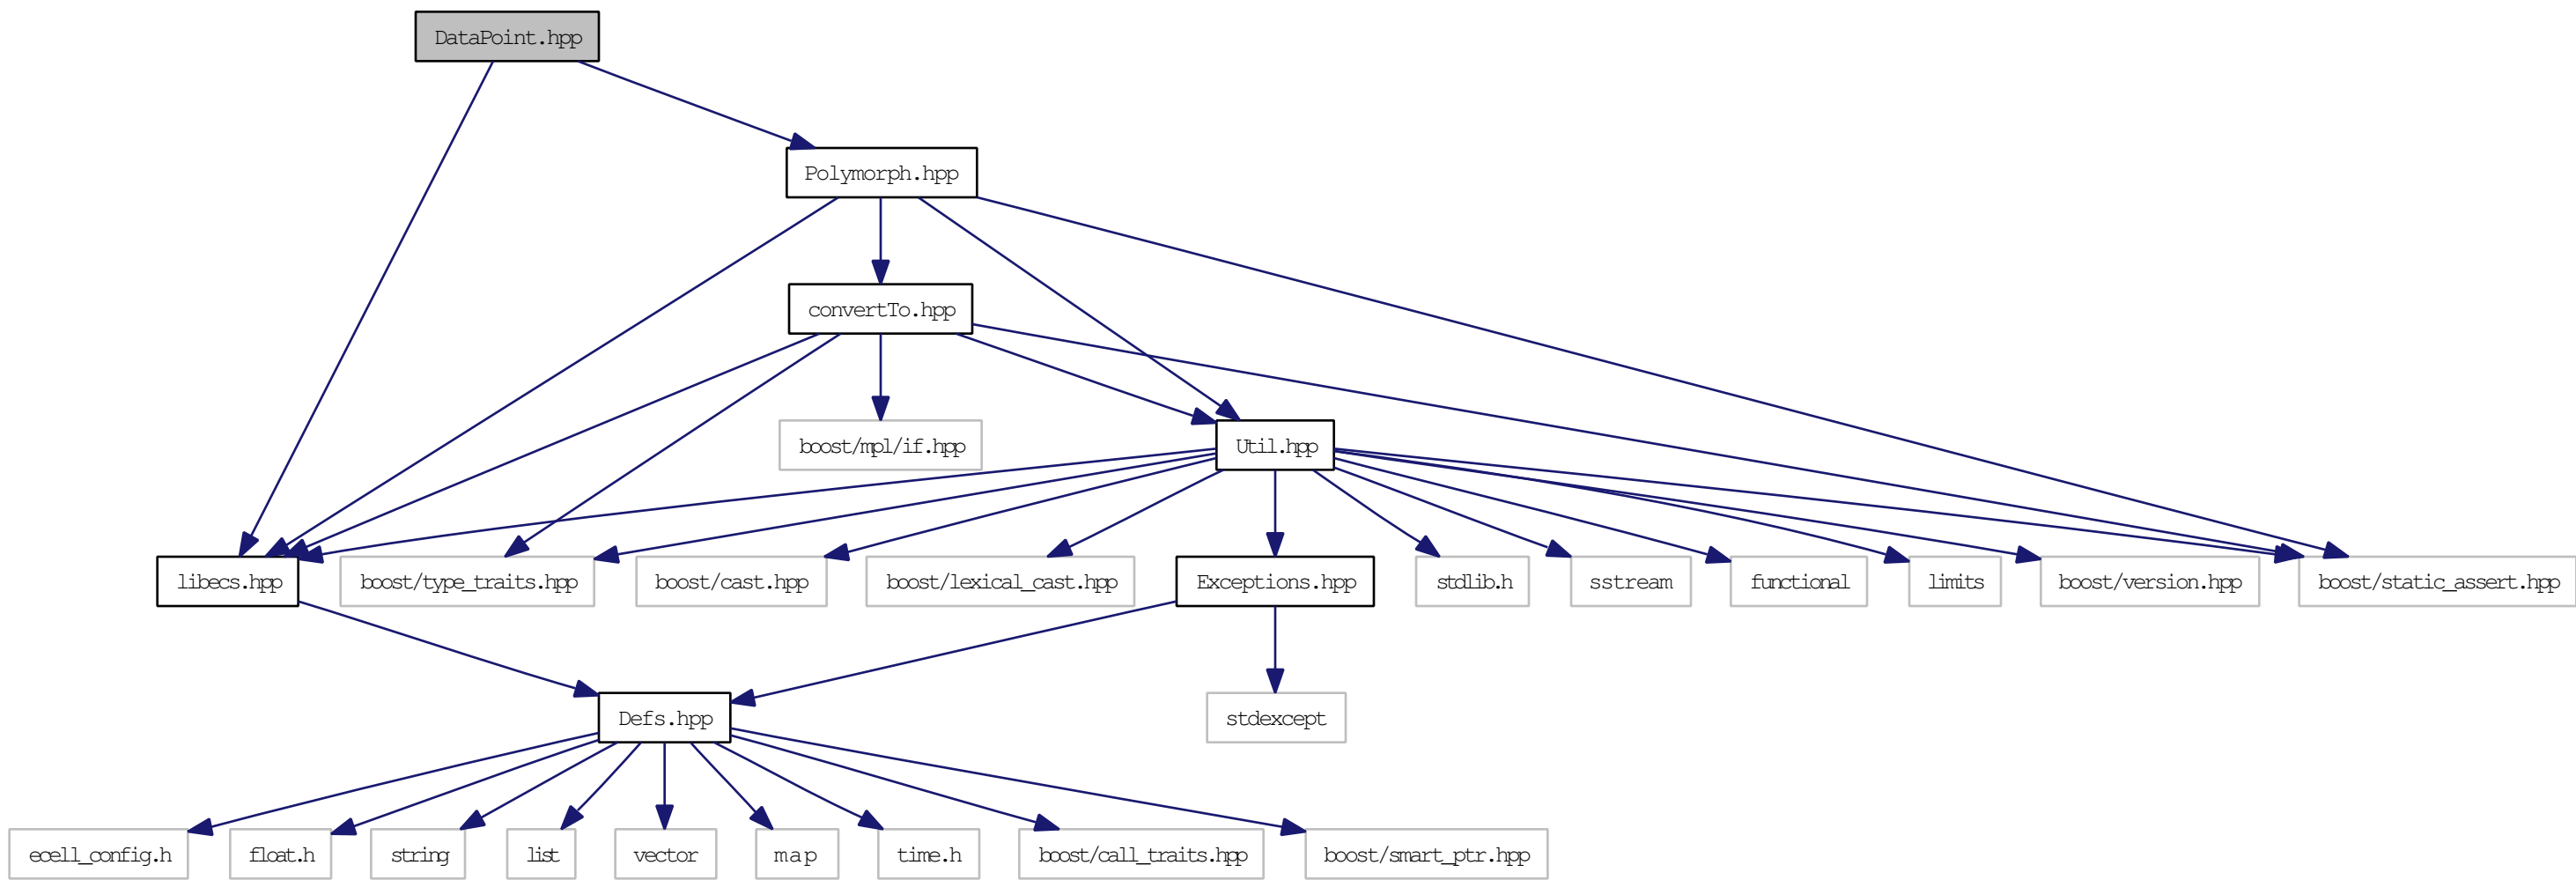 DataPoint.hpp
Polymorph.hpp
convertTo.hpp
boost/mpl/if.hpp
Util.hpp
libecs.hpp
boost/type_traits.hpp
boost/cast.hpp
boost/lexical_cast.hpp
Exceptions.hpp
stdlib.h
sstream
functional
limits
boost/version.hpp
boost/static_assert.hpp
Defs.hpp
stdexcept
ecell_config.h
float.h
string
list
vector
map
time.h
boost/call_traits.hpp
boost/smart_ptr.hpp